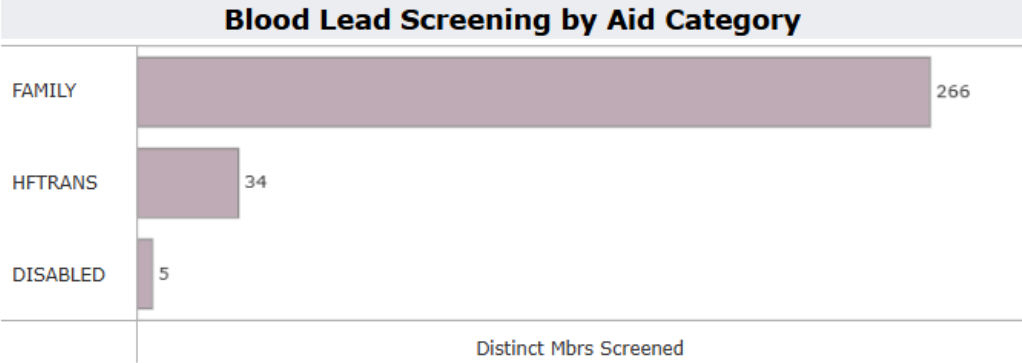 Blood Lead Screening by Aid Category
FAMILY 266
HFTRANS 34
DISABLED 5
Distinct Mbrs Screened